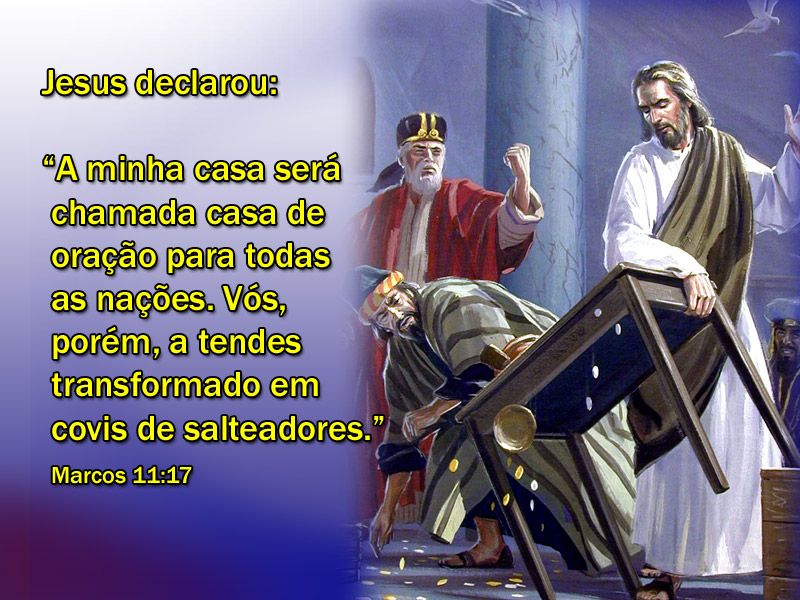 Jesus declarou:
“A minha casa será
chamada casa de
oração para todas
as nações. Vós,
porém, a tendes
transformado em
covis de salteadores.”
Marcos 11:17